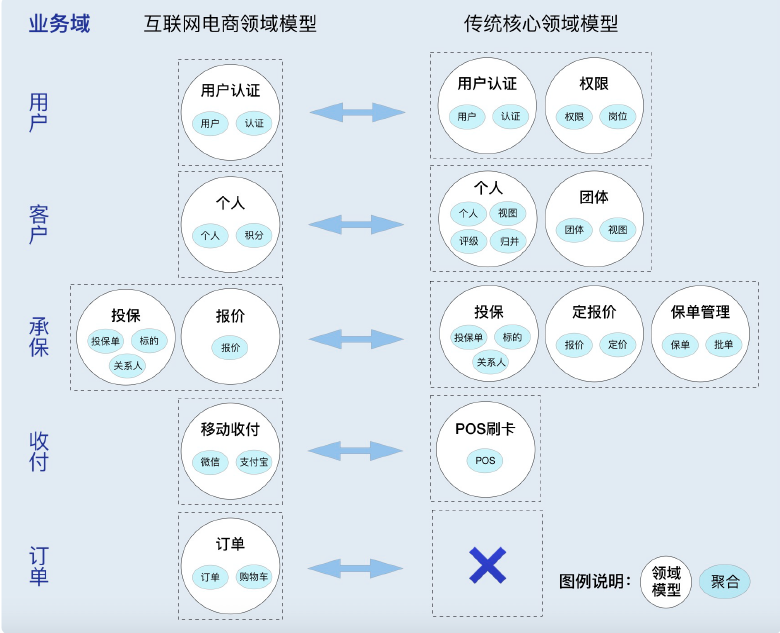 业务域 互联网电商领域模型 传统核心领域模型
用户
用户认证
用户 认证
用户认证
用户 认证
权限
权限 岗位
客户
个人
个人 积分
个人
个人 视图
评级 归并
团体
团体 视图
承保
投保
投保单 标的
关系人
报价
报价
投保
投保单 标的
关系人
定报价
报价 定价
保单管理
保单 批单
收付
移动收付
微信 支付宝
POS刷卡
POS
订单
订单
订单 购物车
图例说明：
领域
模型
聚合